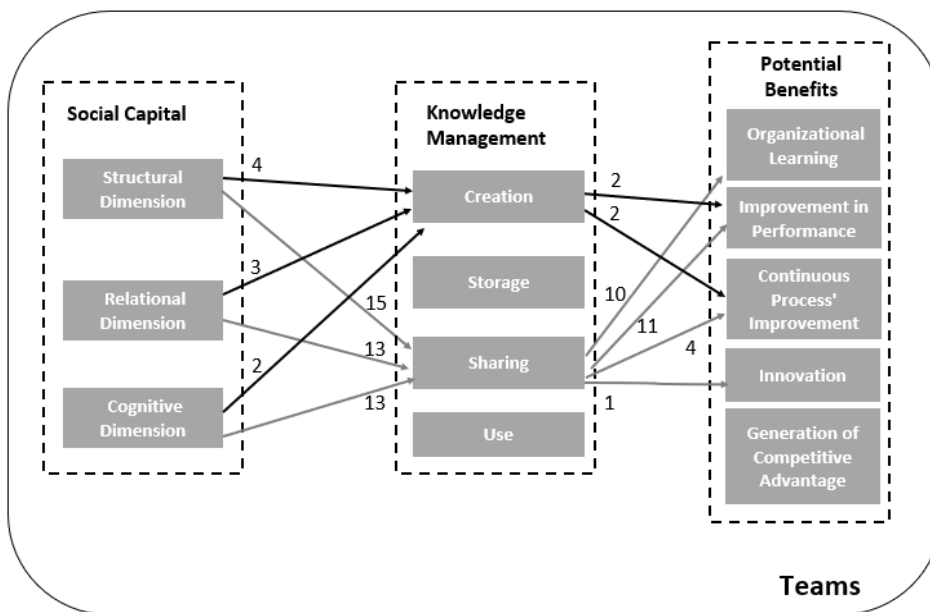 Social Capital
Structural
Dimension
Relational
Dimension
Cognitive
Dimension
4
3
15
13
2
13
Knowledge
Management
Creation
Storage
Sharing
Use
2
2
10
11
4
1
Potential
Benefits
Organizational
Learning
Improvement in
Performance
Continuous
Process'
Improvement
Innovation
Generation of
Competitive
Advantage
Teams